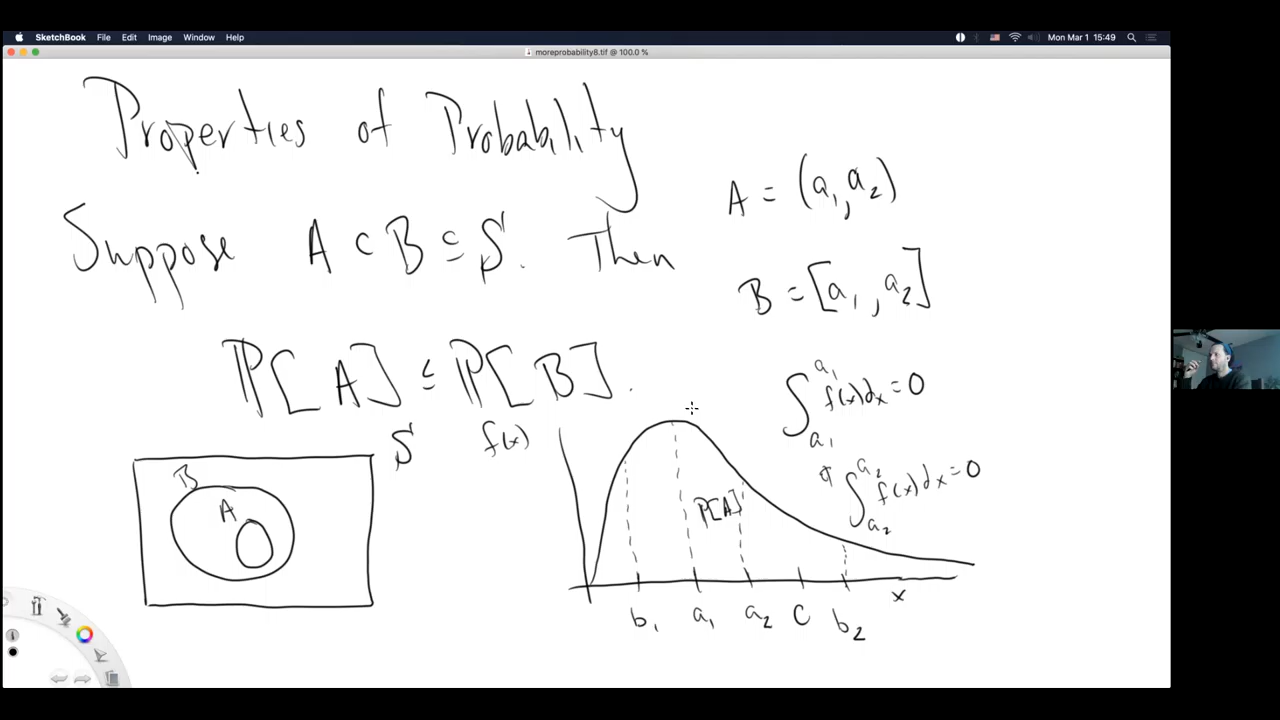 SketchBook File Edit Image Window Help Mon Mar 1 15:49
moreprobability8.tif @ 100.0 %
Properties of Probability
Suppose A ⊂ B ⊆ S. Then
ℙ[A] ≤ ℙ[B].
A = (a₁, a₂)
B = [a₁, a₂]
∫_{a₁}^{a₁} f(x)dx = 0
∫_{a₂}^{a₂} f(x)dx = 0
S f(x)
B
A
ℙ[A]
b₁ a₁ a₂ C b₂ x